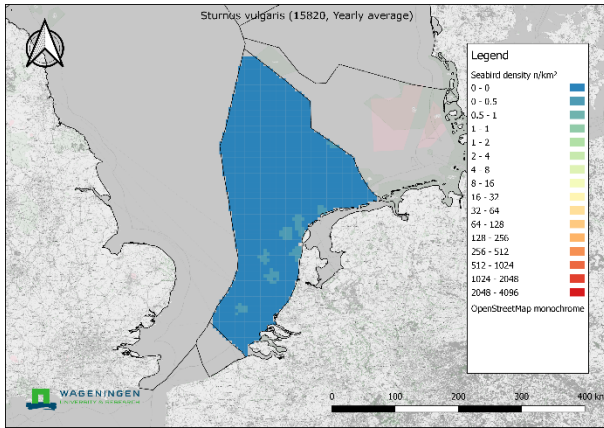 Sturnus vulgaris (15820, Yearly average)
Legend
Seabird density n/km²
0 - 0
0 - 0.5
0.5 - 1
1 - 1
1 - 2
2 - 4
4 - 8
8 - 16
16 - 37
32 - 64
64 - 128
128 - 256
256 - 512
512 - 1024
1024 - 2048
2048 - 4096
OpenStreetMap monochrome
WAGENINGEN
UNIVERSITY & RESEARCH
0 100 200 300 400 km